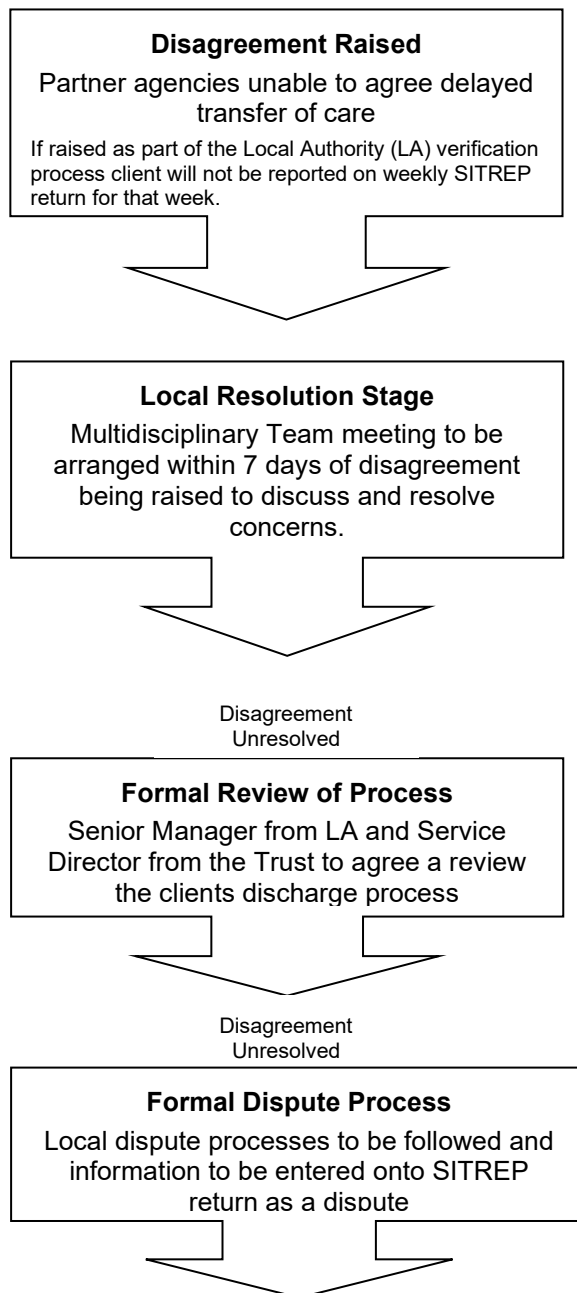 Disagreement Raised
Partner agencies unable to agree delayed
transfer of care
If raised as part of the Local Authority (LA) verification
process client will not be reported on weekly SITREP
return for that week.
Local Resolution Stage
Multidisciplinary Team meeting to be
arranged within 7 days of disagreement
being raised to discuss and resolve
concerns.
Disagreement
Unresolved
Formal Review of Process
Senior Manager from LA and Service
Director from the Trust to agree a review
the clients discharge process
Disagreement
Unresolved
Formal Dispute Process
Local dispute processes to be followed and
information to be entered onto SITREP
return as a dispute